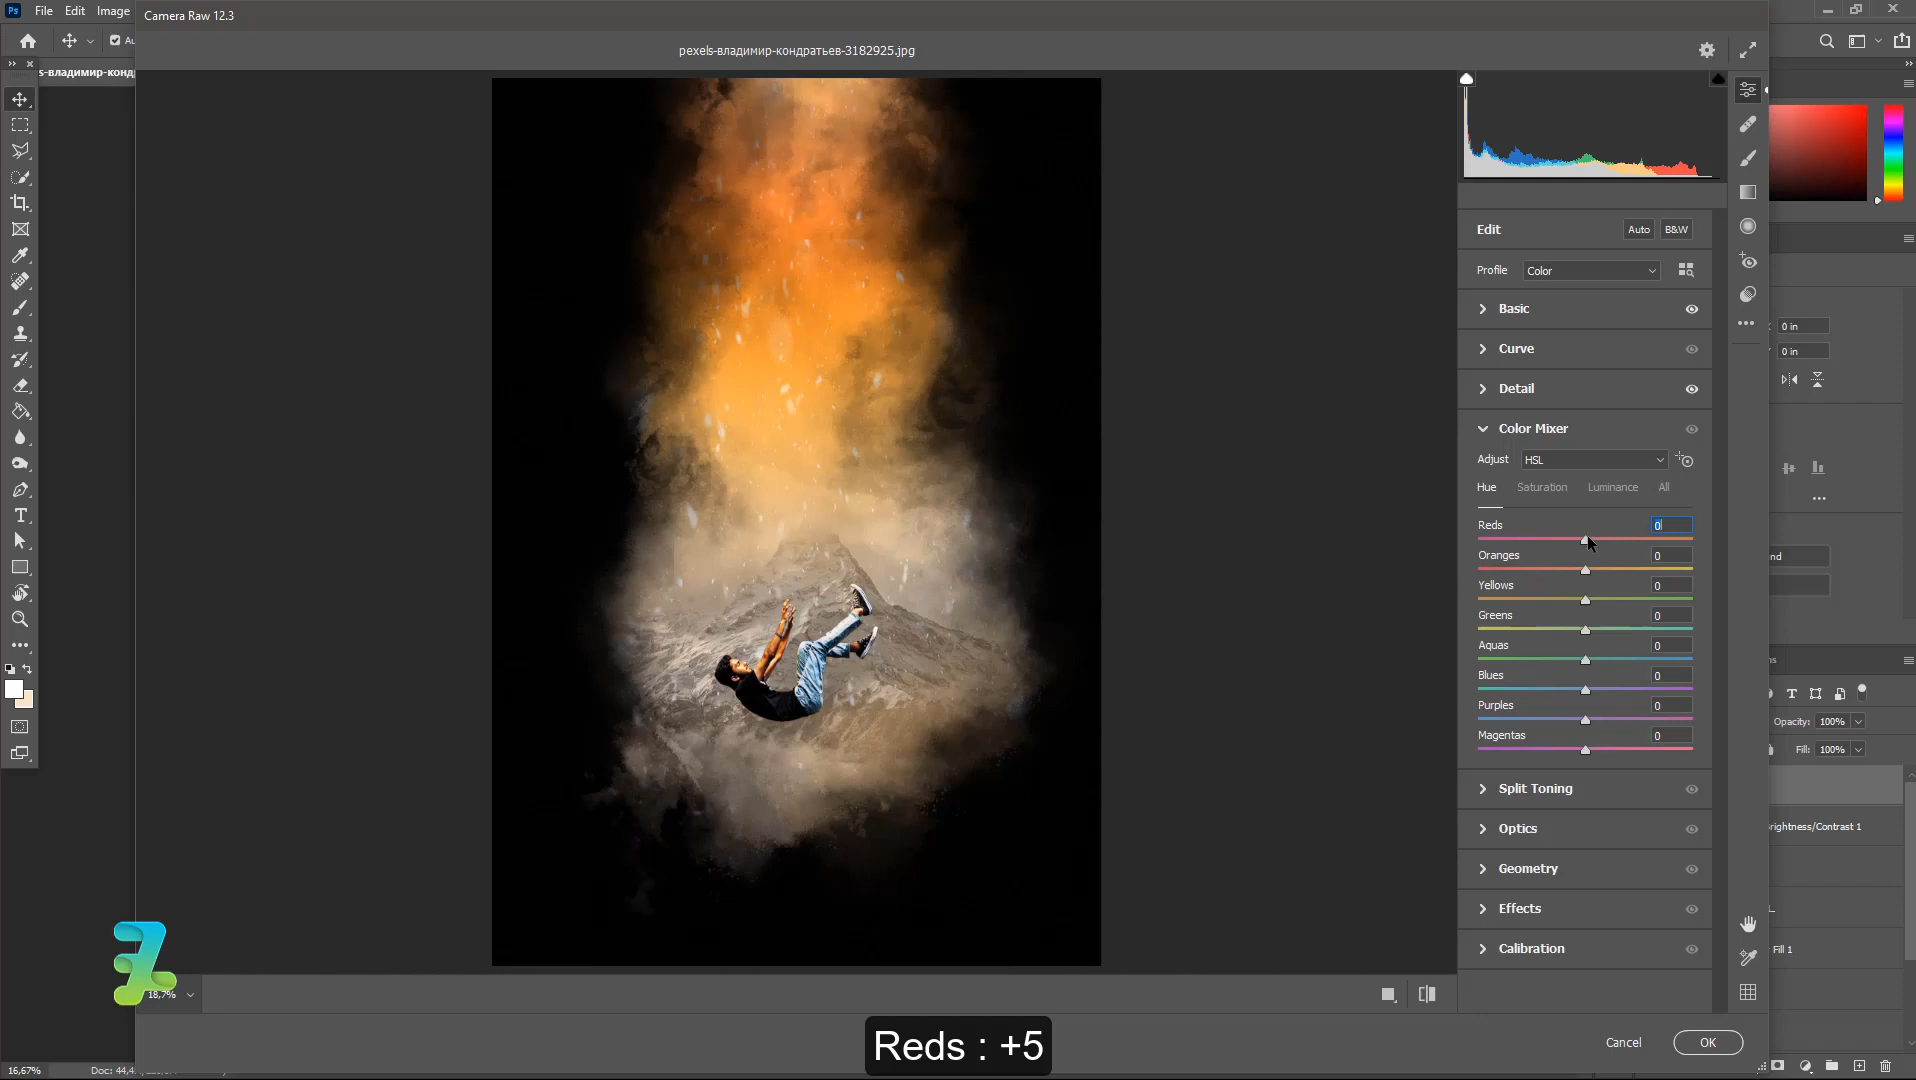 Ps File Edit Image
Camera Raw 12.3
pexels-владимир-кондратьев-3182925.jpg
s-владимир-конд
Edit Auto B&W
Profile Color
Basic
Curve
Detail
Color Mixer
Adjust HSL
Hue Saturation Luminance All
Reds 0
Oranges 0
Yellows 0
Greens 0
Aquas 0
Blues 0
Purples 0
Magentas 0
Split Toning
Optics
Geometry
Effects
Calibration
0 in
0 in
nd
Opacity: 100%
Fill: 100%
Brightness/Contrast 1
Fill 1
18,7%
Reds : +5
Cancel OK
16,67% Doc: 44,4